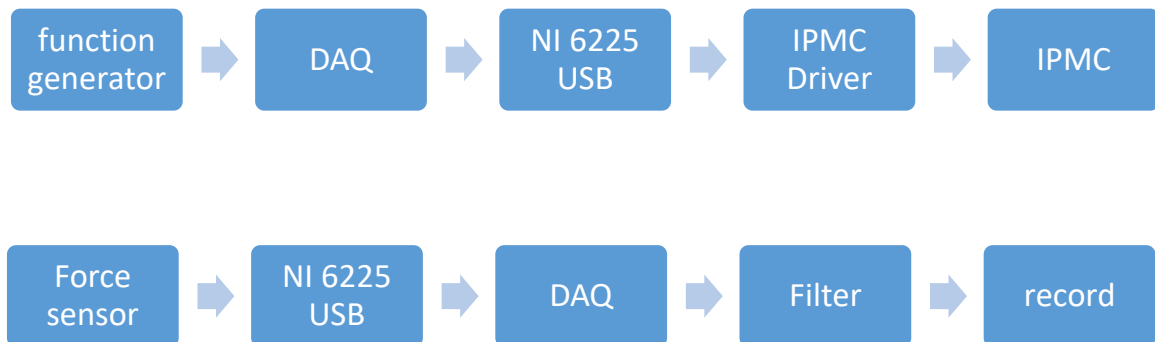 function
generator
DAQ
NI 6225
USB
IPMC
Driver
IPMC
Force
sensor
NI 6225
USB
DAQ
Filter
record